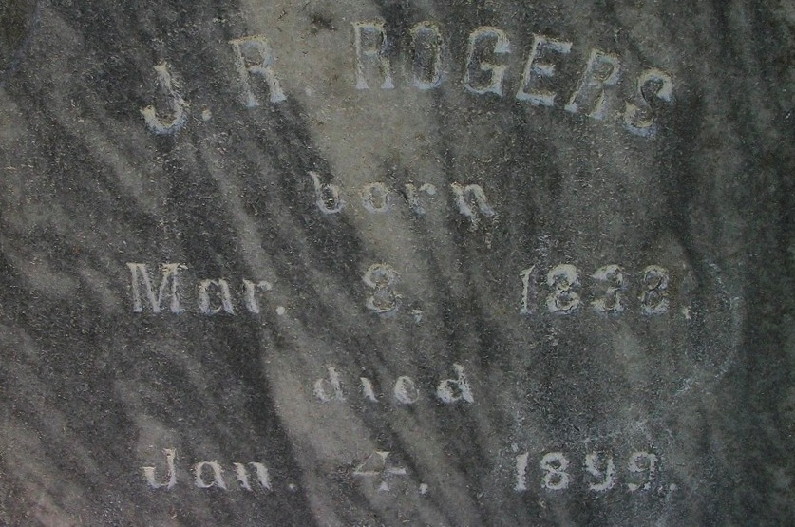 J. R. ROGERS
born
Mar. 8, 1838.
died
Jan. 4, 1899.